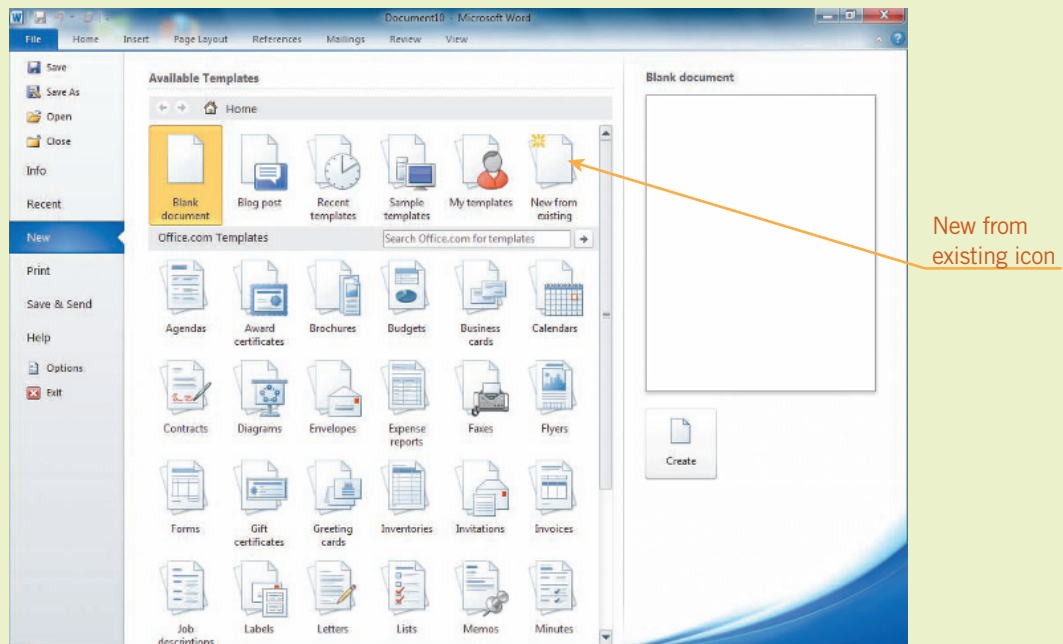 Document10 - Microsoft Word
File Home Insert Page Layout References Mailings Review View
Save
Save As
Open
Close
Info
Recent
New
Print
Save & Send
Help
Options
Exit
Available Templates
Home
Blank document
Blog post
Recent templates
Sample templates
My templates
New from existing
Office.com Templates
Search Office.com for templates
Agendas
Award certificates
Brochures
Budgets
Business cards
Calendars
Contracts
Diagrams
Envelopes
Expense reports
Faxes
Flyers
Forms
Gift certificates
Greeting cards
Inventories
Invitations
Invoices
Job descriptions
Labels
Letters
Lists
Memos
Minutes
Blank document
Create
New from
existing icon